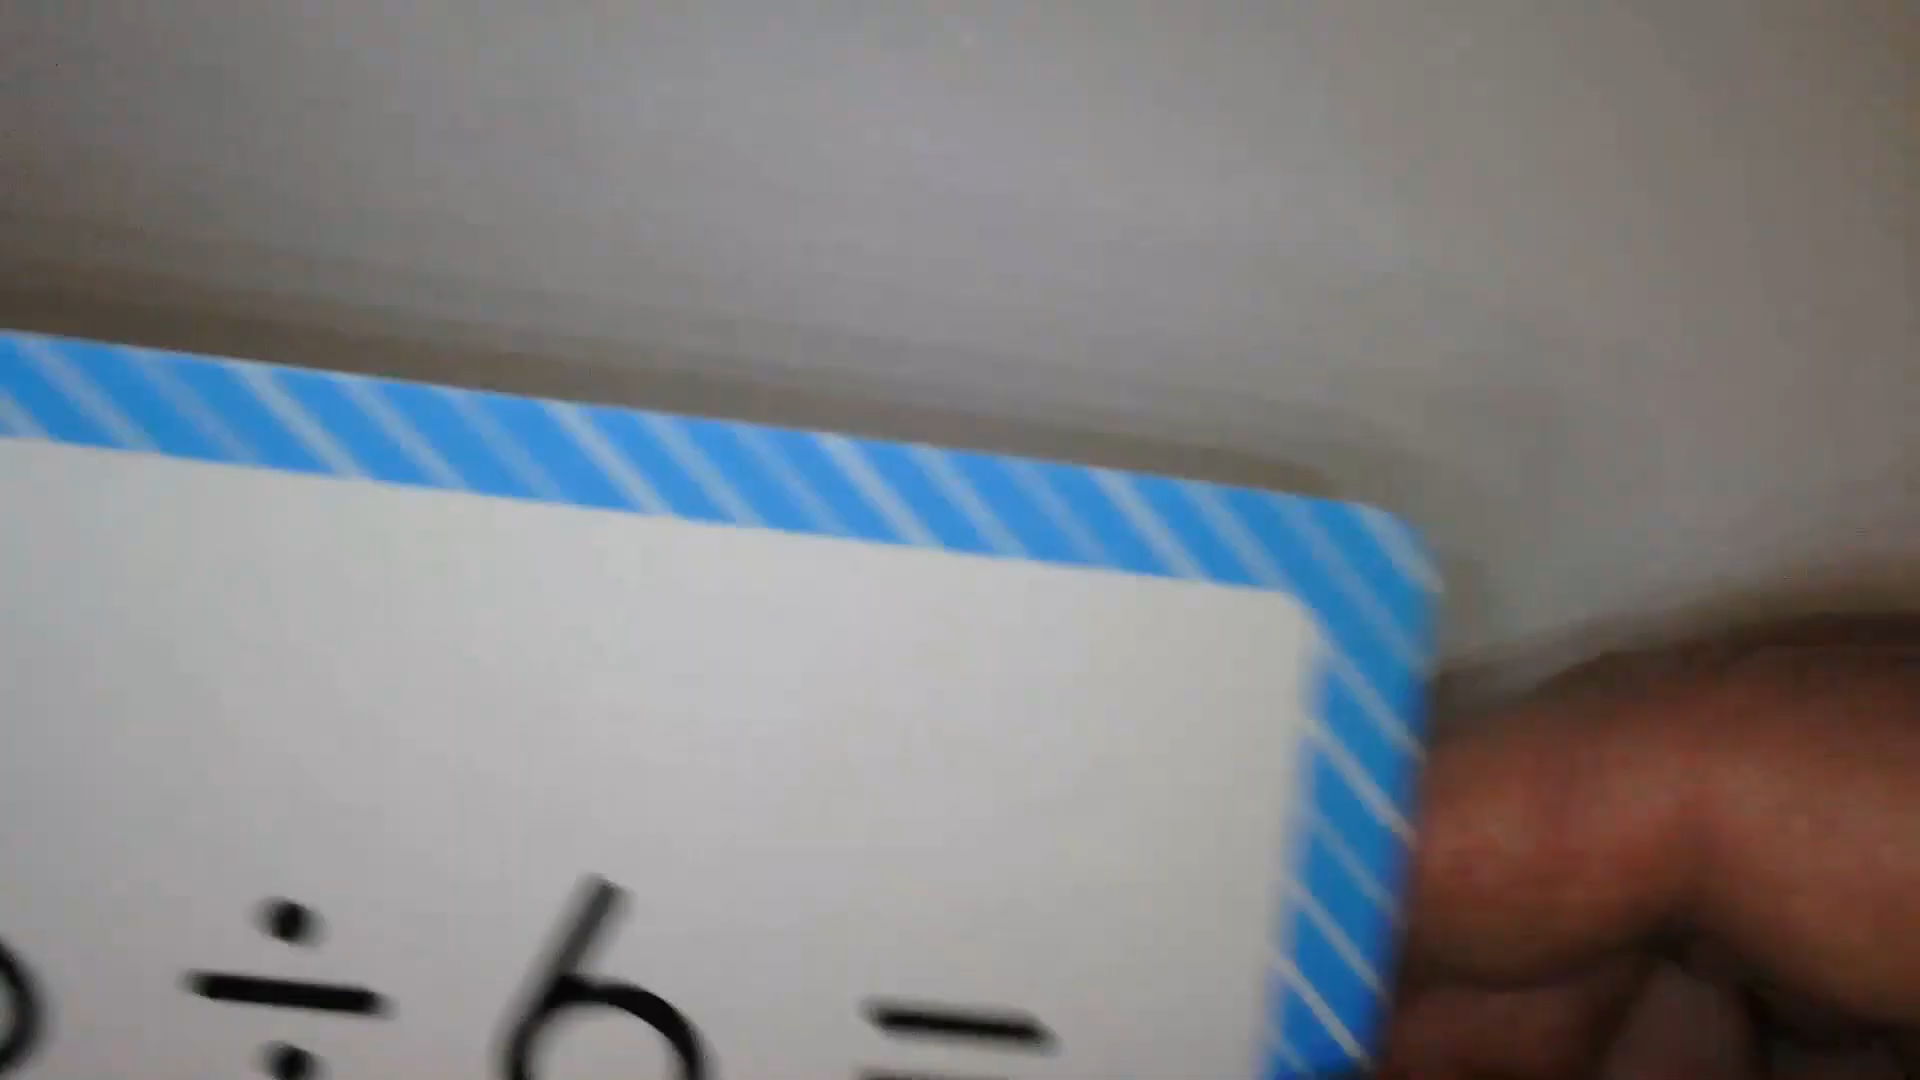 ÷ 6 =